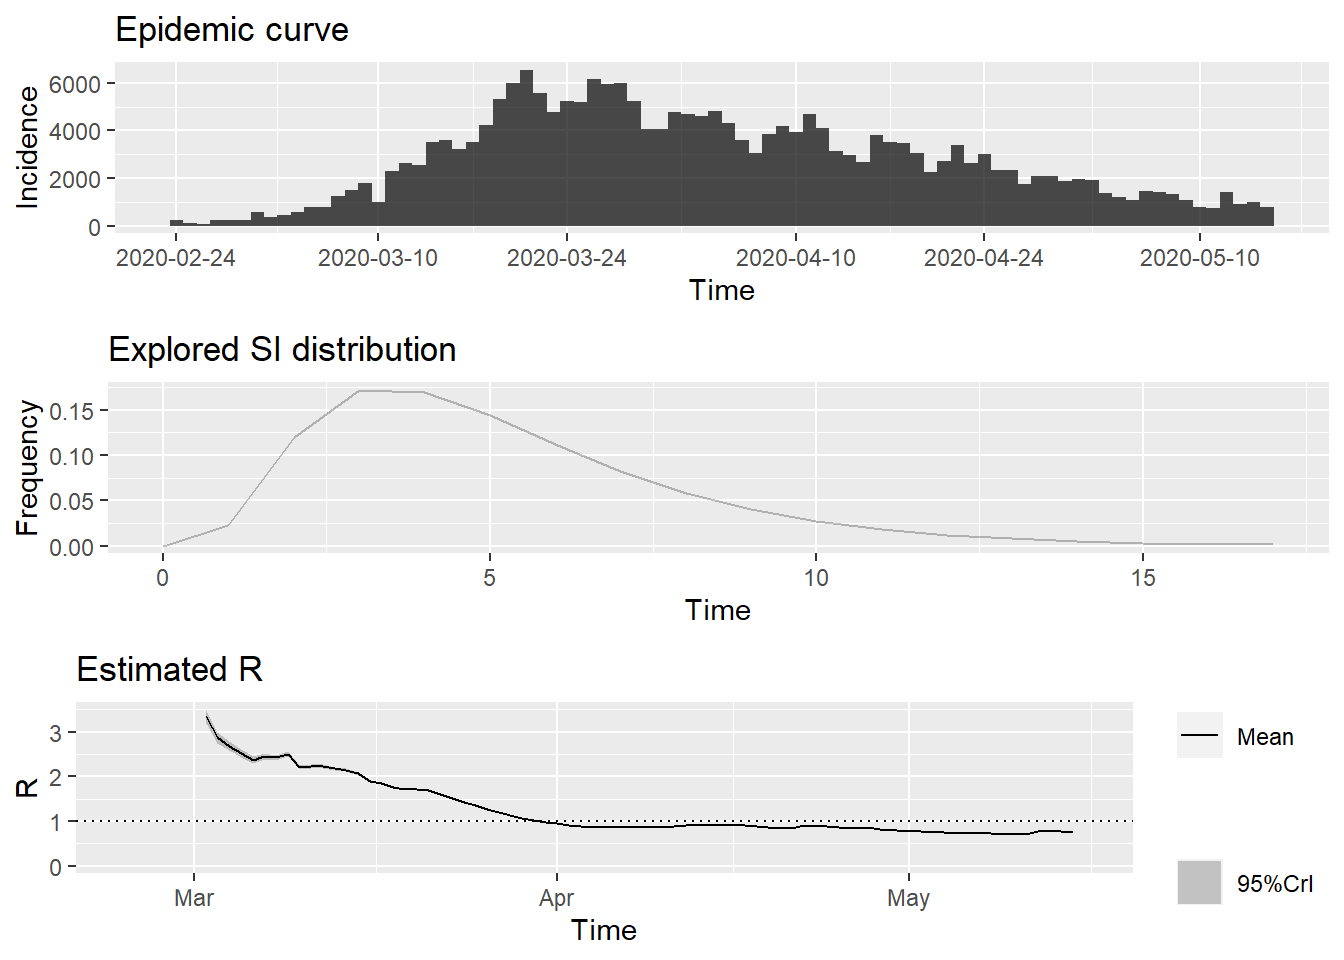 Epidemic curve
Incidence
6000
4000
2000
0
2020-02-24 2020-03-10 2020-03-24 2020-04-10 2020-04-24 2020-05-10
Time
Explored SI distribution
Frequency
0.15
0.10
0.05
0.00
0 5 10 15
Time
Estimated R
R
3
2
1
0
Mar Apr May
Time
Mean
95%CrI